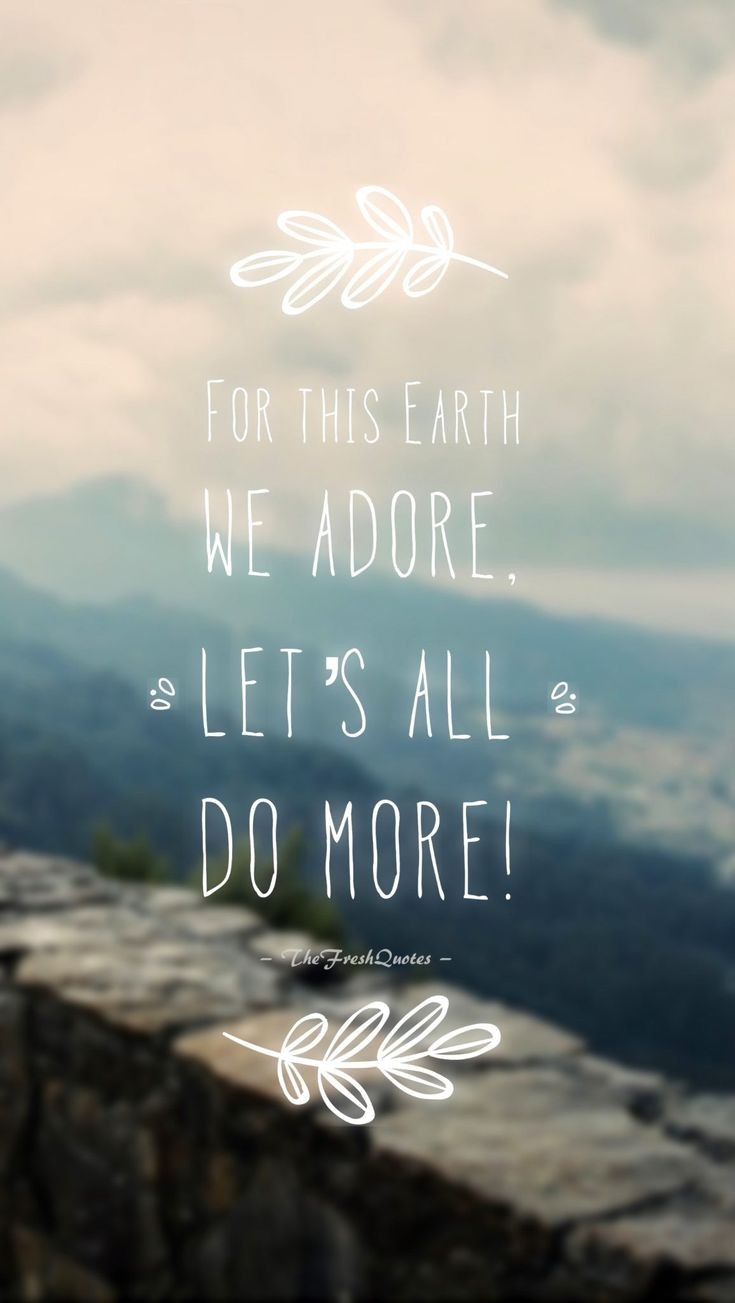 For this Earth
we adore,
let's all
do more!
– TheFreshQuotes –